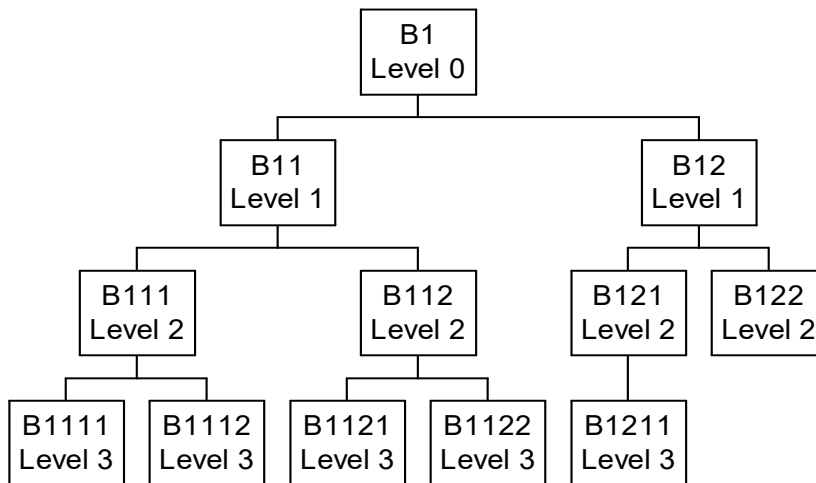 B1
Level 0
B11
Level 1
B12
Level 1
B111
Level 2
B112
Level 2
B121
Level 2
B122
Level 2
B1111
Level 3
B1112
Level 3
B1121
Level 3
B1122
Level 3
B1211
Level 3